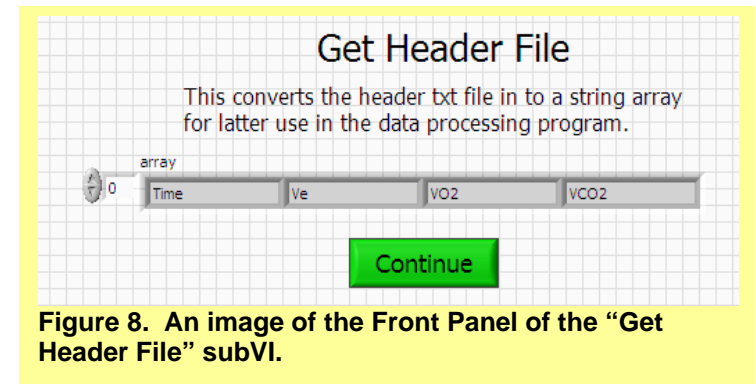 Get Header File
This converts the header txt file in to a string array
for latter use in the data processing program.
array
0 Time Ve VO2 VCO2
Continue
Figure 8. An image of the Front Panel of the “Get
Header File” subVI.